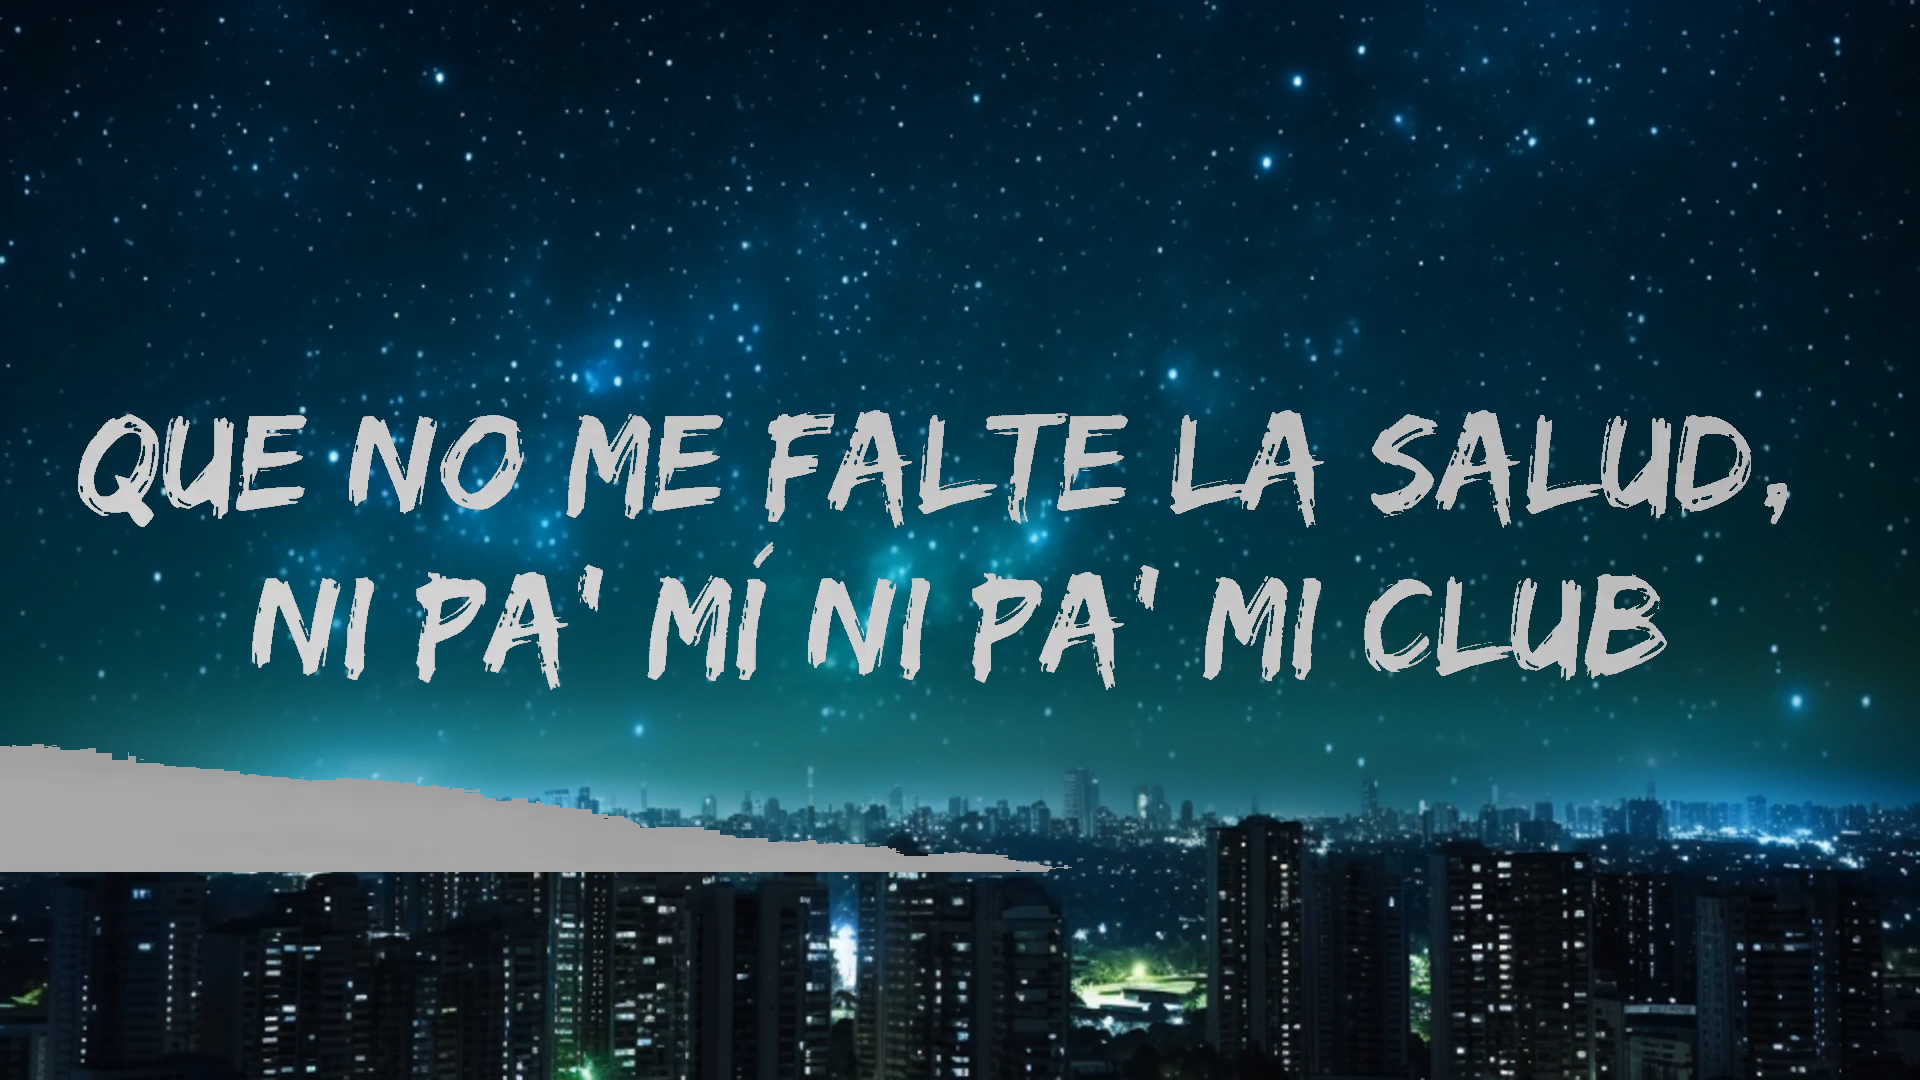 QUE NO ME FALTE LA SALUD,
NI PA' MÍ NI PA' MI CLUB